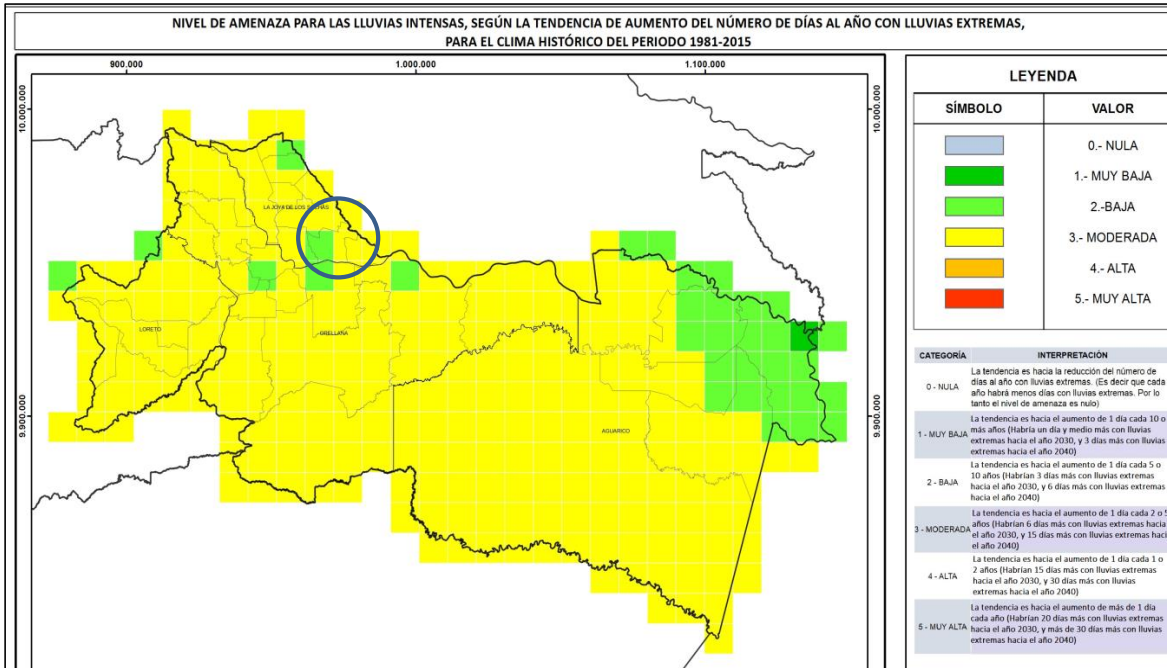 NIVEL DE AMENAZA PARA LAS LLUVIAS INTENSAS, SEGÚN LA TENDENCIA DE AUMENTO DEL NÚMERO DE DÍAS AL AÑO CON LLUVIAS EXTREMAS,
PARA EL CLIMA HISTÓRICO DEL PERIODO 1981-2015
900.000
1.000.000
1.100.000
10.000.000
10.000.000
LA JOYA DE LOS
LORETO
ORELLANA
AGUARICO
9.900.000
9.900.000
LEYENDA
SÍMBOLO VALOR
0.- NULA
1.- MUY BAJA
2.-BAJA
3.- MODERADA
4.- ALTA
5.- MUY ALTA
CATEGORÍA INTERPRETACIÓN
0 - NULA
La tendencia es hacia la reducción del número de
días al año con lluvias extremas. (Es decir que cada
año habrá menos días con lluvias extremas. Por lo
tanto el nivel de amenaza es nulo)
1 - MUY BAJA
La tendencia es hacia el aumento de 1 día cada 10 o
más años (Habría un día y medio más con lluvias
extremas hacia el año 2030, y 3 días más con lluvias
extremas hacia el año 2040)
2 - BAJA
La tendencia es hacia el aumento de 1 día cada 5 o
10 años (Habrían 3 días más con lluvias extremas
hacia el año 2030, y 6 días más con lluvias extremas
hacia el año 2040)
3 - MODERADA
La tendencia es hacia el aumento de 1 día cada 2 o 5
años (Habrían 6 días más con lluvias extremas hacia
el año 2030, y 15 días más con lluvias extremas hacia
el año 2040)
4 - ALTA
La tendencia es hacia el aumento de 1 día cada 1 o
2 años (Habrían 15 días más con lluvias extremas
hacia el año 2030, y 30 días más con lluvias
extremas hacia el año 2040)
5 - MUY ALTA
La tendencia es hacia el aumento de más de 1 día
cada año (Habrían 20 días más con lluvias extremas
hacia el año 2030, y más de 30 días más con lluvias
extremas hacia el año 2040)